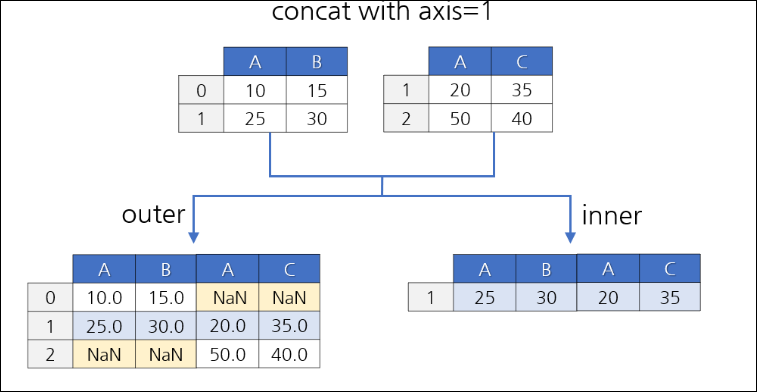 concat with axis=1
A B
0 10 15
1 25 30
A C
1 20 35
2 50 40
outer
inner
A B A C
0 10.0 15.0 NaN NaN
1 25.0 30.0 20.0 35.0
2 NaN NaN 50.0 40.0
A B A C
1 25 30 20 35